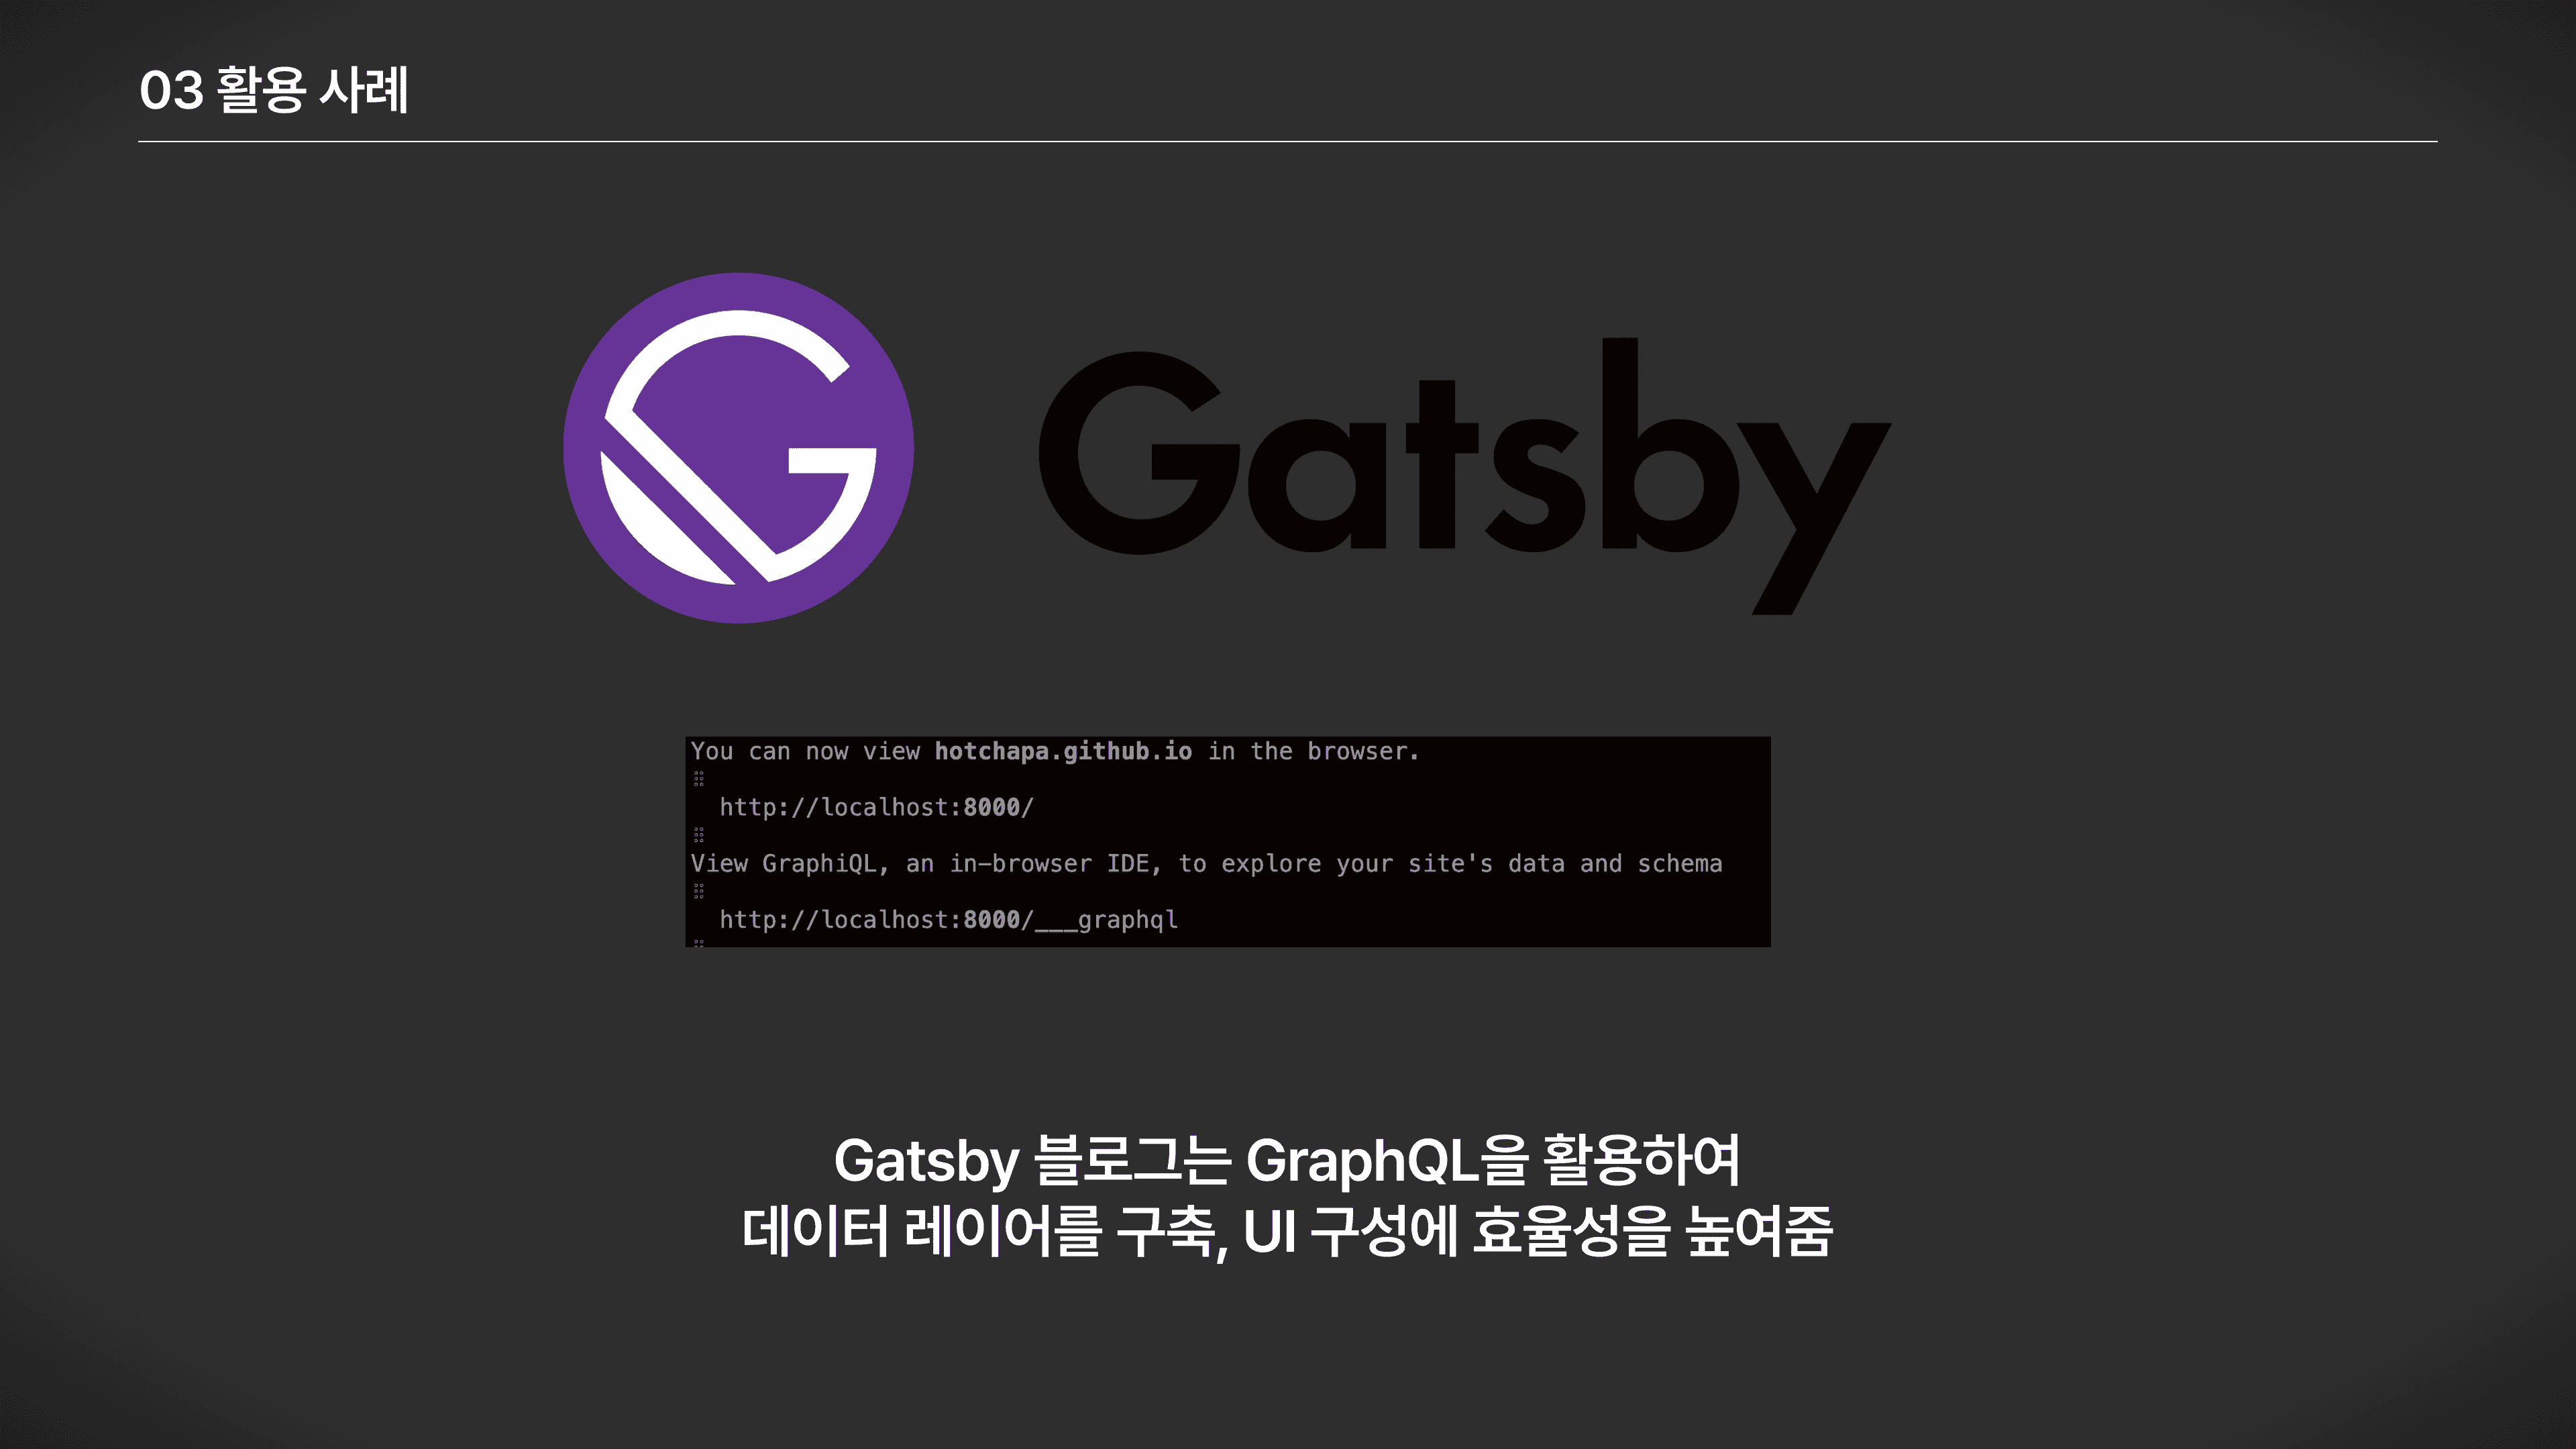 03 활용 사례
Gatsby
You can now view hotchapa.github.io in the browser.
⠿
http://localhost:8000/
⠿
View GraphiQL, an in-browser IDE, to explore your site's data and schema
⠿
http://localhost:8000/___graphql
⠿
Gatsby 블로그는 GraphQL을 활용하여
데이터 레이어를 구축, UI 구성에 효율성을 높여줌